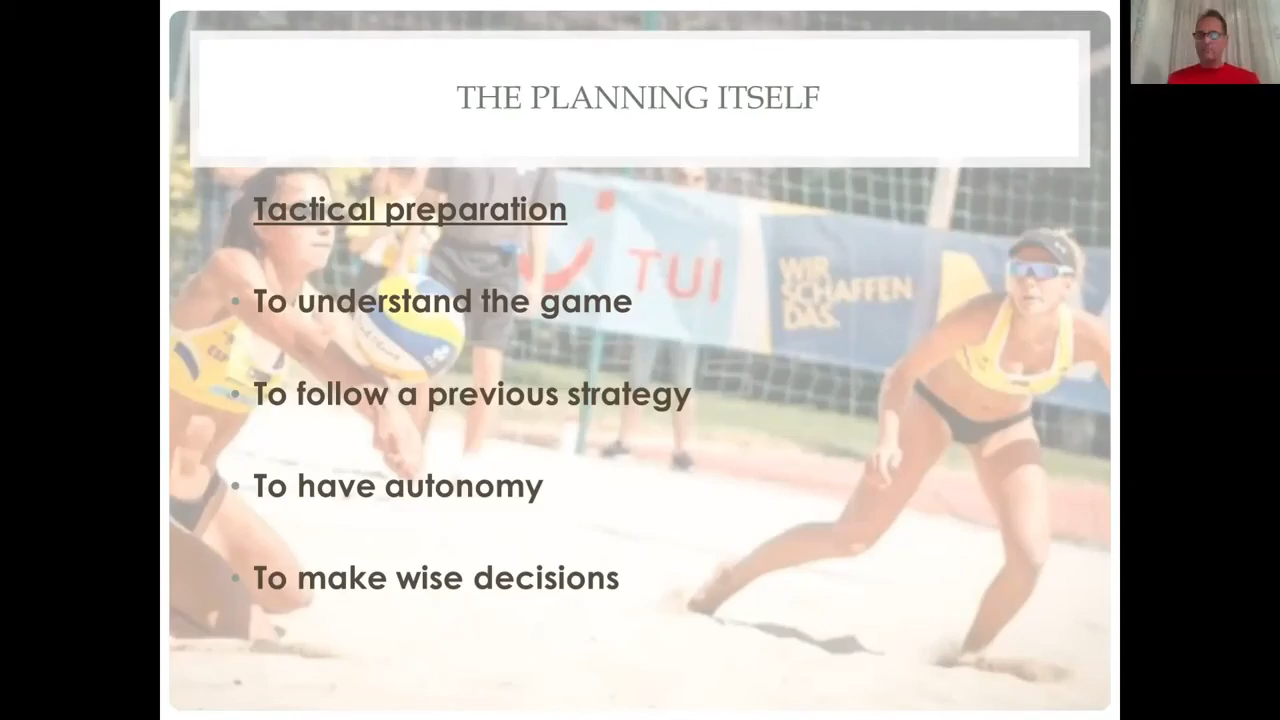 THE PLANNING ITSELF
Tactical preparation
To understand the game
To follow a previous strategy
To have autonomy
To make wise decisions
TUI
WIR
SCHAFFEN
DAS.